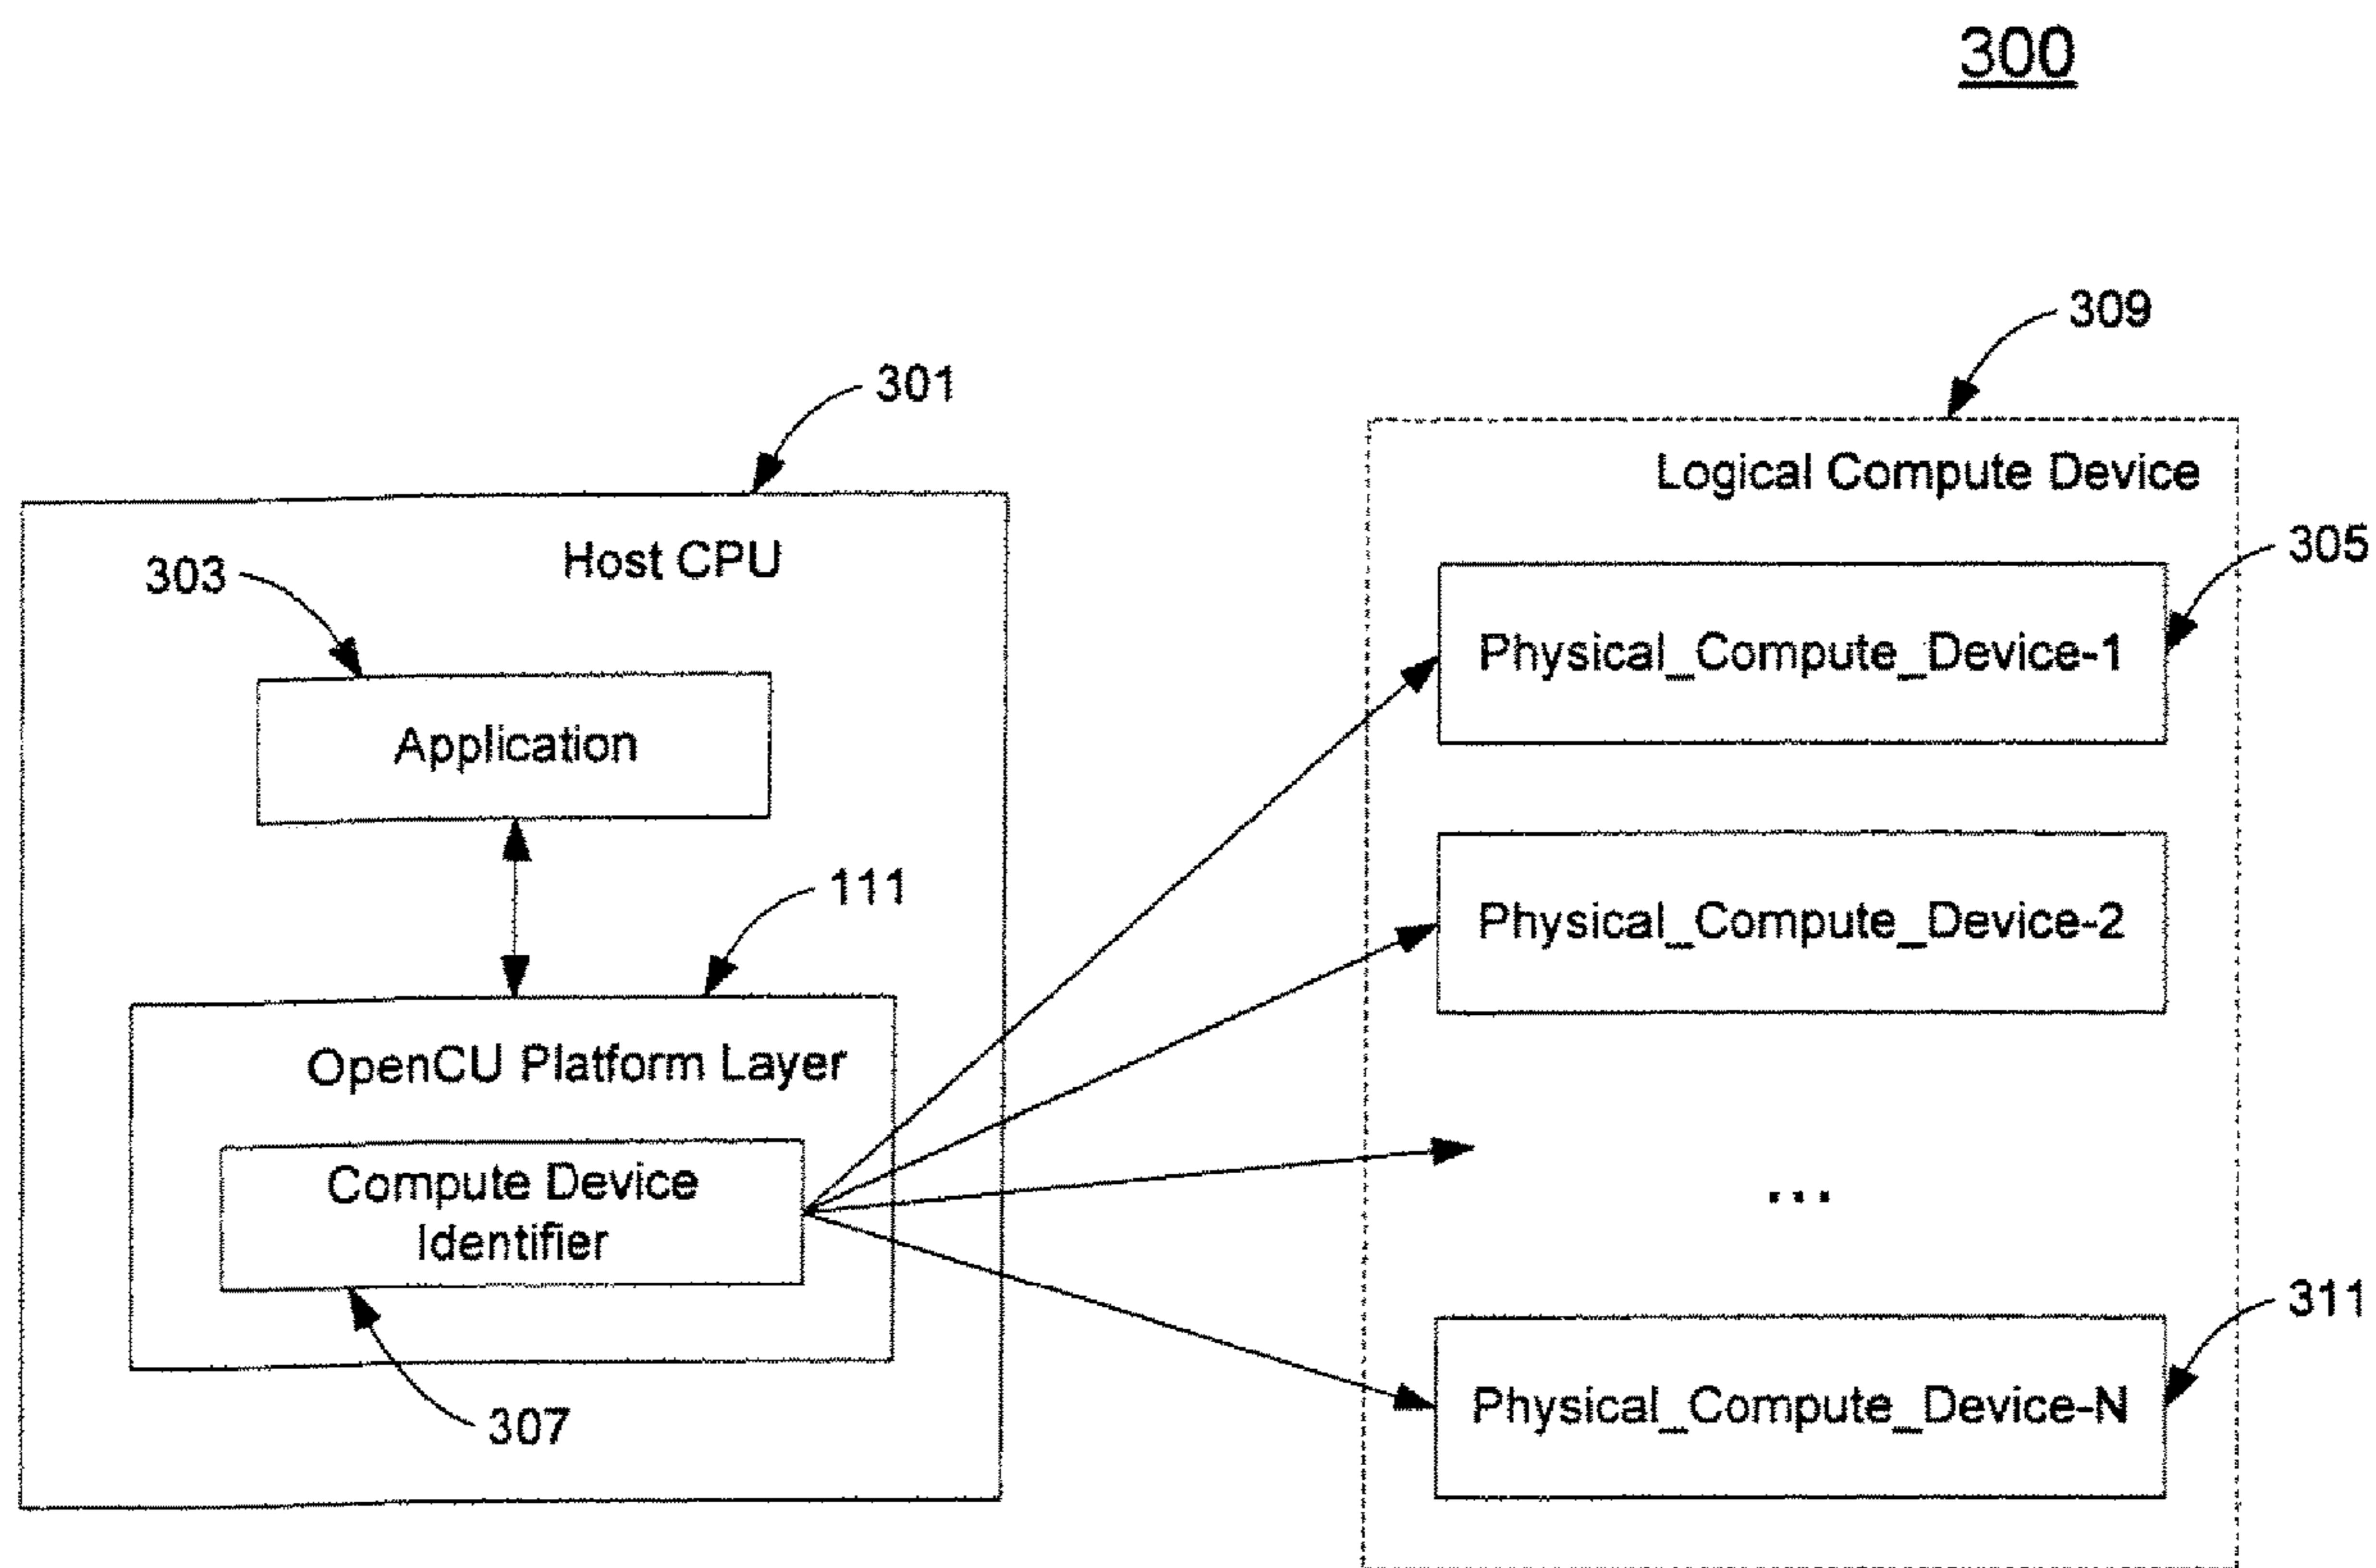 300
309
301
Logical Compute Device
305
Host CPU
303
Physical_Compute_Device-1
Application
111
Physical_Compute_Device-2
OpenCU Platform Layer
Compute Device
Identifier
...
311
307
Physical_Compute_Device-N